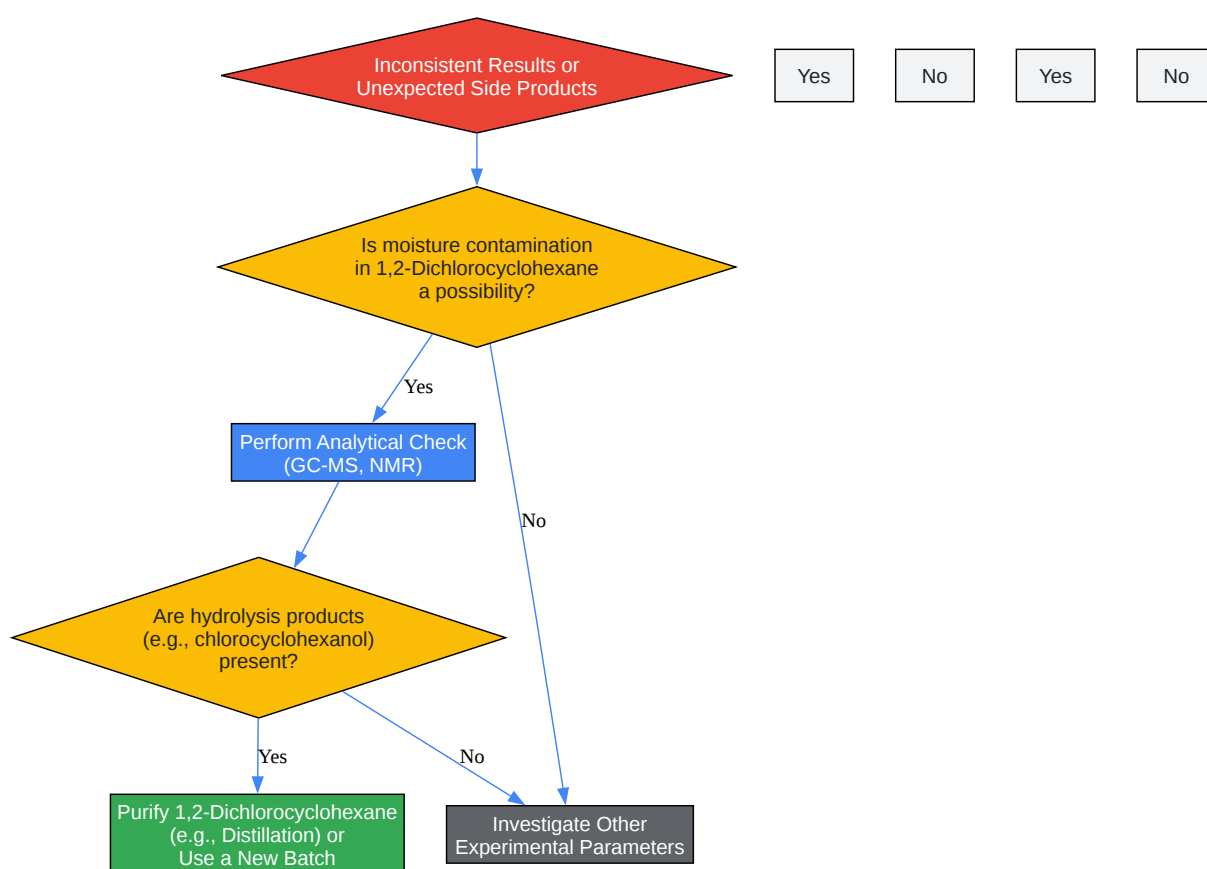 Inconsistent Results or
Unexpected Side Products
Yes
No
Yes
No
Is moisture contamination
in 1,2-Dichlorocyclohexane
a possibility?
Yes
Perform Analytical Check
(GC-MS, NMR)
No
Are hydrolysis products
(e.g., chlorocyclohexanol)
present?
Yes
No
Purify 1,2-Dichlorocyclohexane
(e.g., Distillation) or
Use a New Batch
Investigate Other
Experimental Parameters